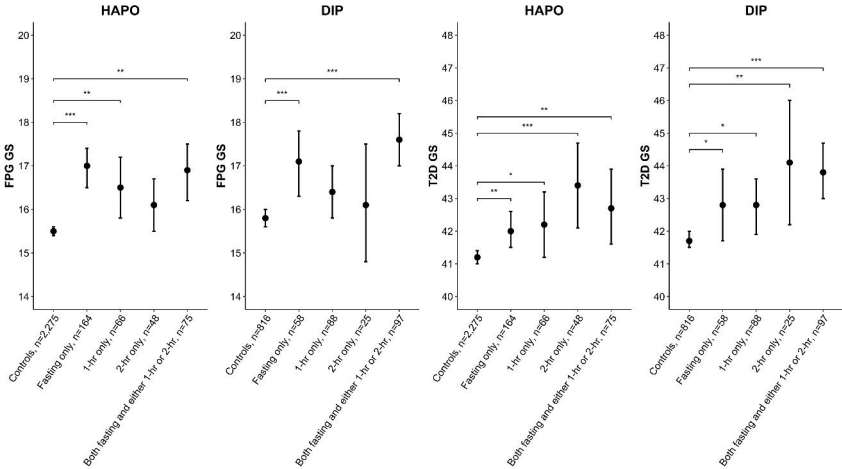 HAPO
DIP
HAPO
DIP
FPG GS
20
19
18
17
16
15
14
**
**
***
Controls, n=2,275
Fasting only, n=164
1-hr only, n=66
2-hr only, n=48
Both fasting and either 1-hr or 2-hr, n=75
FPG GS
20
19
18
17
16
15
14
***
***
Controls, n=816
Fasting only, n=58
1-hr only, n=88
2-hr only, n=25
Both fasting and either 1-hr or 2-hr, n=97
T2D GS
48
47
46
45
44
43
42
41
40
**
***
*
**
Controls, n=2,275
Fasting only, n=164
1-hr only, n=66
2-hr only, n=48
Both fasting and either 1-hr or 2-hr, n=75
T2D GS
48
47
46
45
44
43
42
41
40
***
**
*
*
Controls, n=816
Fasting only, n=58
1-hr only, n=88
2-hr only, n=25
Both fasting and either 1-hr or 2-hr, n=97